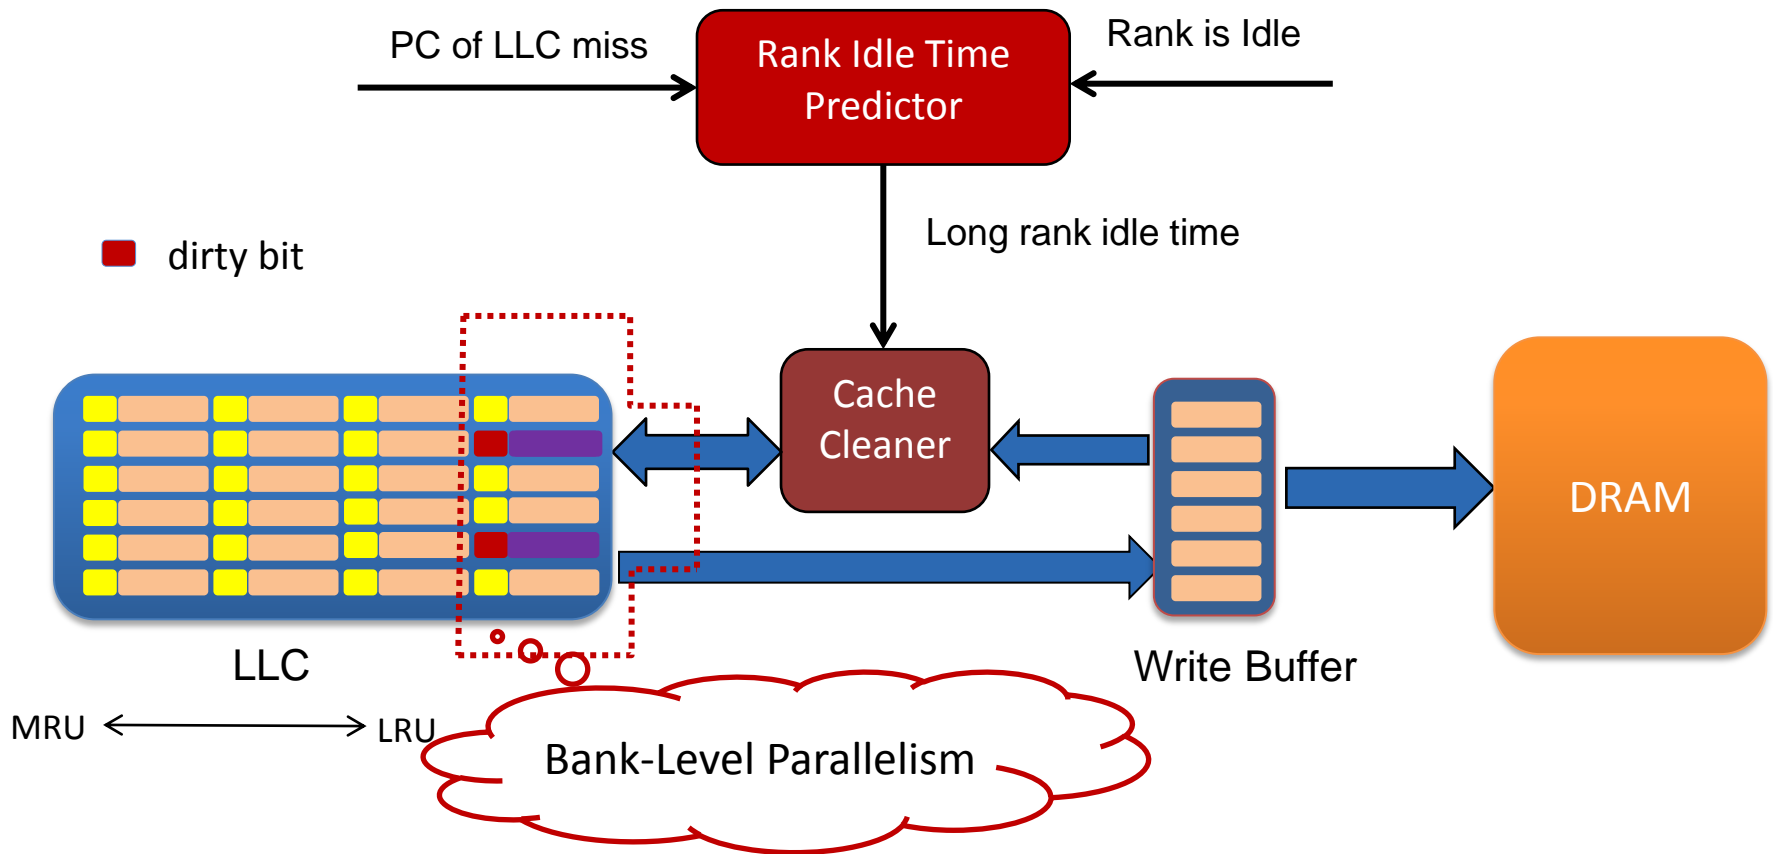 PC of LLC miss
Rank Idle Time
Predictor
Rank is Idle
Long rank idle time
dirty bit
Cache
Cleaner
DRAM
LLC
Write Buffer
MRU
LRU
Bank-Level Parallelism